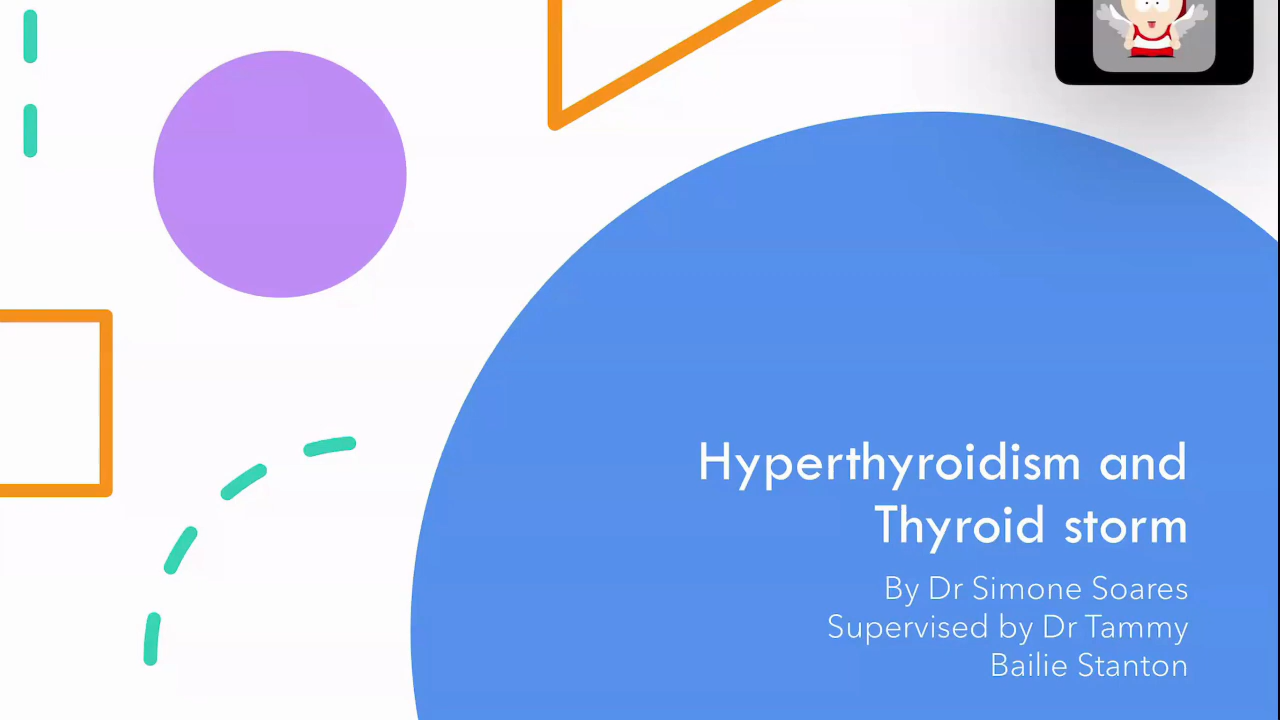 Hyperthyroidism and
Thyroid storm
By Dr Simone Soares
Supervised by Dr Tammy
Bailie Stanton